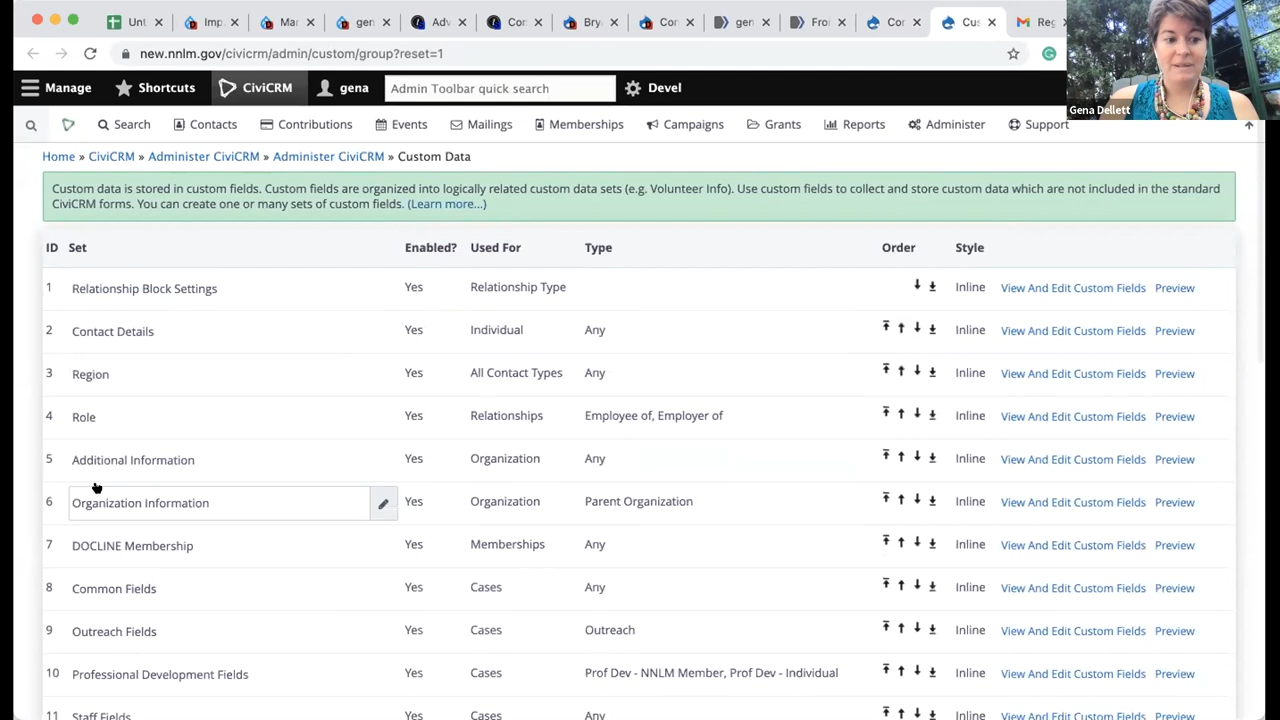 Unt
Imp
Mar
gen
Adv
Con
Bry
Cor
gen
Fror
Cor
Cus
Reg
new.nnlm.gov/civicrm/admin/custom/group?reset=1
Gena Dellett
Manage Shortcuts CiviCRM gena Admin Toolbar quick search Devel
Search Contacts Contributions Events Mailings Memberships Campaigns Grants Reports Administer Support
Home » CiviCRM » Administer CiviCRM » Administer CiviCRM » Custom Data
Custom data is stored in custom fields. Custom fields are organized into logically related custom data sets (e.g. Volunteer Info). Use custom fields to collect and store custom data which are not included in the standard
CiviCRM forms. You can create one or many sets of custom fields. (Learn more...)
ID Set Enabled? Used For Type Order Style
1 Relationship Block Settings Yes Relationship Type Inline View And Edit Custom Fields Preview
2 Contact Details Yes Individual Any Inline View And Edit Custom Fields Preview
3 Region Yes All Contact Types Any Inline View And Edit Custom Fields Preview
4 Role Yes Relationships Employee of, Employer of Inline View And Edit Custom Fields Preview
5 Additional Information Yes Organization Any Inline View And Edit Custom Fields Preview
6 Organization Information Yes Organization Parent Organization Inline View And Edit Custom Fields Preview
7 DOCLINE Membership Yes Memberships Any Inline View And Edit Custom Fields Preview
8 Common Fields Yes Cases Any Inline View And Edit Custom Fields Preview
9 Outreach Fields Yes Cases Outreach Inline View And Edit Custom Fields Preview
10 Professional Development Fields Yes Cases Prof Dev - NNLM Member, Prof Dev - Individual Inline View And Edit Custom Fields Preview
11 Staff Fields Yes Cases Any Inline View And Edit Custom Fields Preview